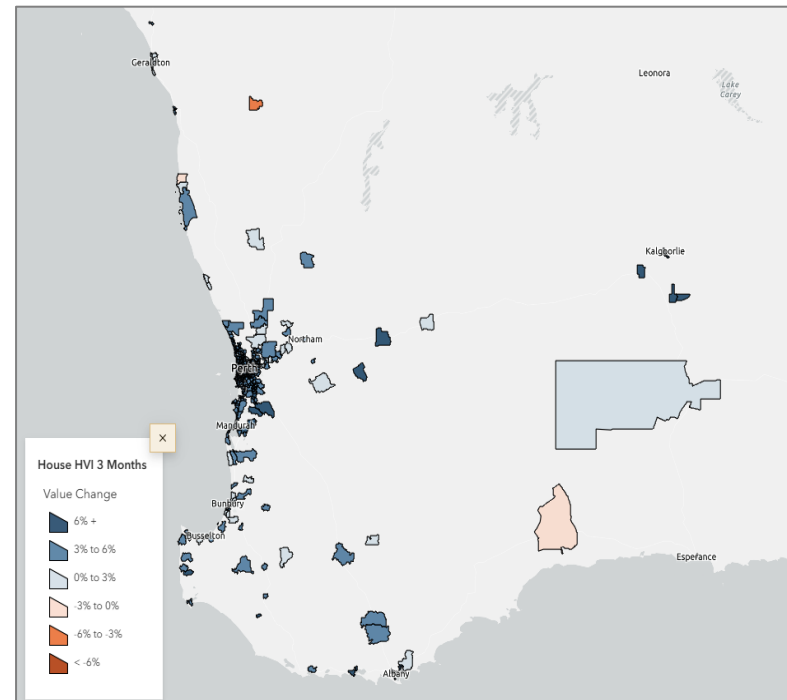 Geraldton
Leonora
Lake
Carey
Kalgoorlie
Northam
Perth
Mandurah
Bunbury
Busselton
Esperance
Albany
×
House HVI 3 Months
Value Change
6% +
3% to 6%
0% to 3%
-3% to 0%
-6% to -3%
< -6%